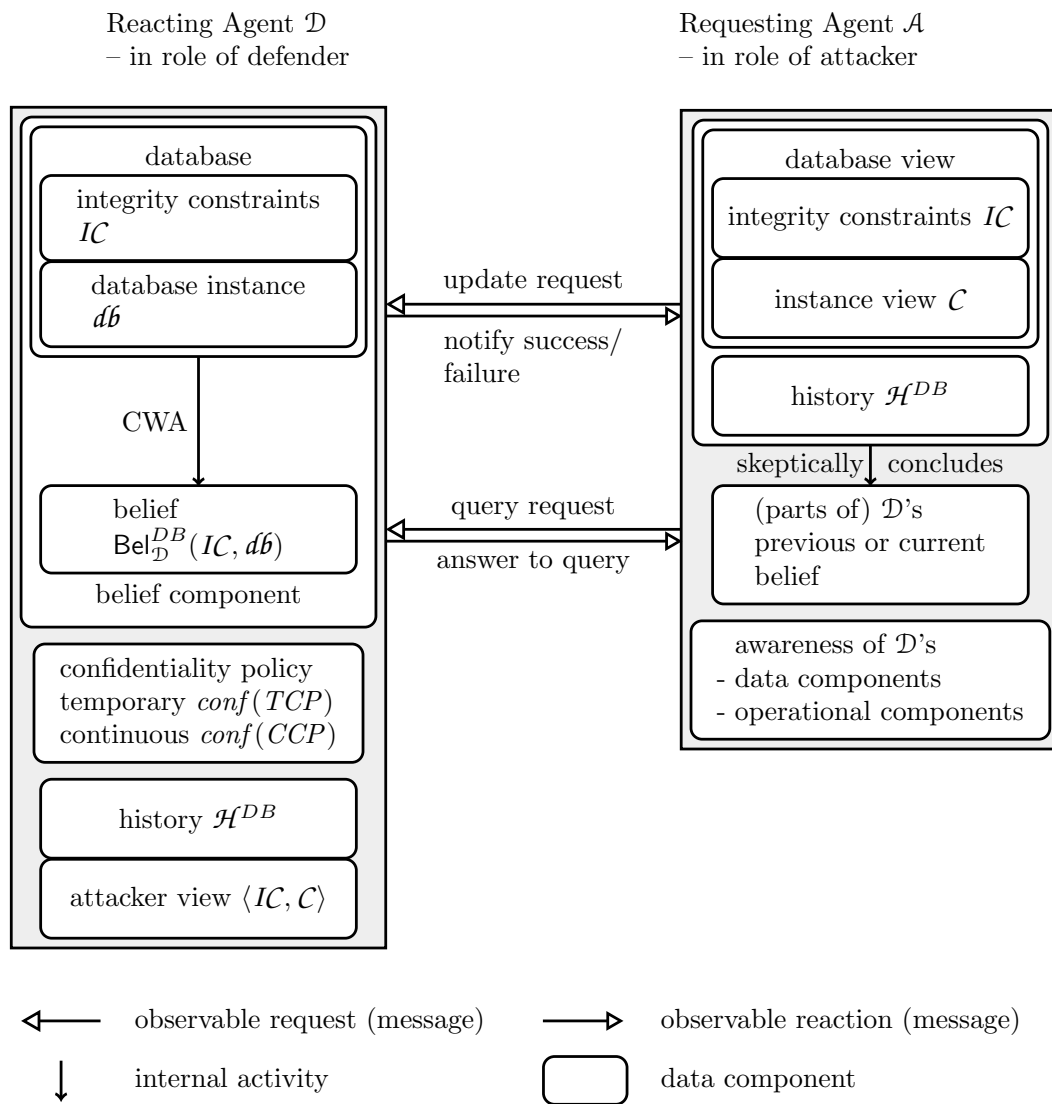 Reacting Agent 𝒟
– in role of defender
Requesting Agent 𝒜
– in role of attacker
database
integrity constraints
I𝒞
database instance
db
CWA
belief
Bel_𝒟^{DB}(I𝒞, db)
belief component
confidentiality policy
temporary conf(TCP)
continuous conf(CCP)
history ℋ^{DB}
attacker view ⟨I𝒞, 𝒞⟩
update request
notify success/
failure
query request
answer to query
database view
integrity constraints I𝒞
instance view 𝒞
history ℋ^{DB}
skeptically concludes
(parts of) 𝒟's
previous or current
belief
awareness of 𝒟's
- data components
- operational components
observable request (message)
observable reaction (message)
internal activity
data component